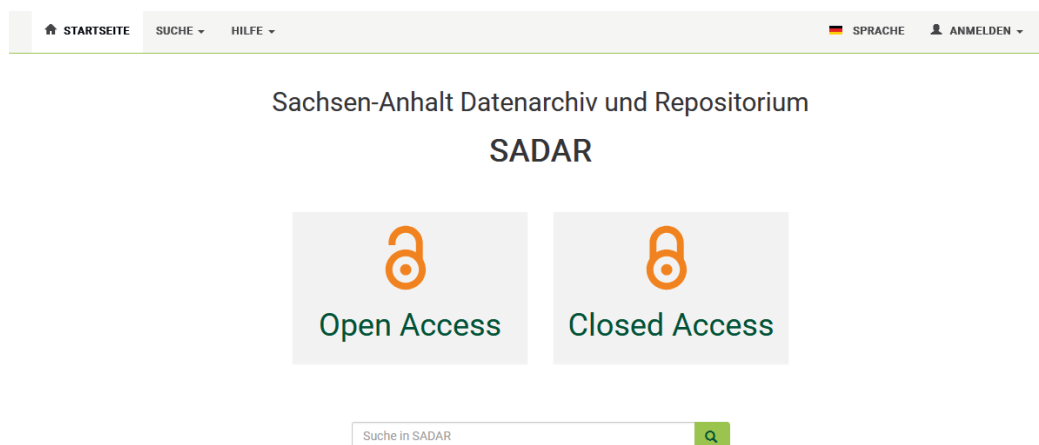 STARTSEITE SUCHE HILFE SPRACHE ANMELDEN
Sachsen-Anhalt Datenarchiv und Repositorium
SADAR
Open Access Closed Access
Suche in SADAR